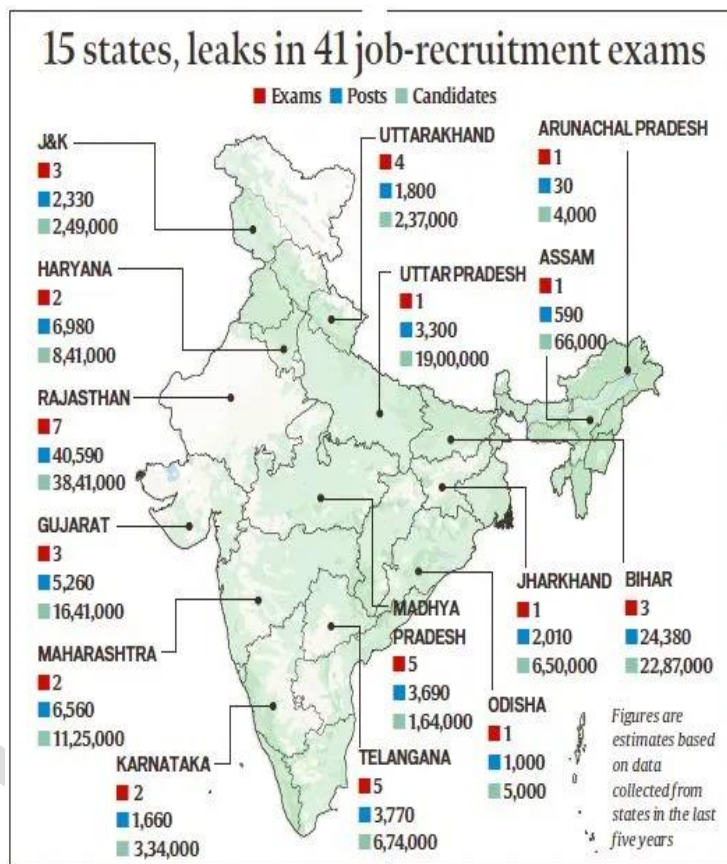 15 states, leaks in 41 job-recruitment exams
Exams Posts Candidates
J&K
3
2,330
2,49,000
UTTARAKHAND
4
1,800
2,37,000
ARUNACHAL PRADESH
1
30
4,000
HARYANA
2
6,980
8,41,000
UTTAR PRADESH
1
3,300
19,00,000
ASSAM
1
590
66,000
RAJASTHAN
7
40,590
38,41,000
GUJARAT
3
5,260
16,41,000
MAHARASHTRA
2
6,560
11,25,000
KARNATAKA
2
1,660
3,34,000
MADHYA
PRADESH
5
3,690
1,64,000
TELANGANA
5
3,770
6,74,000
JHARKHAND
1
2,010
6,50,000
BIHAR
3
24,380
22,87,000
ODISHA
1
1,000
5,000
Figures are
estimates based
on data
collected from
states in the last
five years